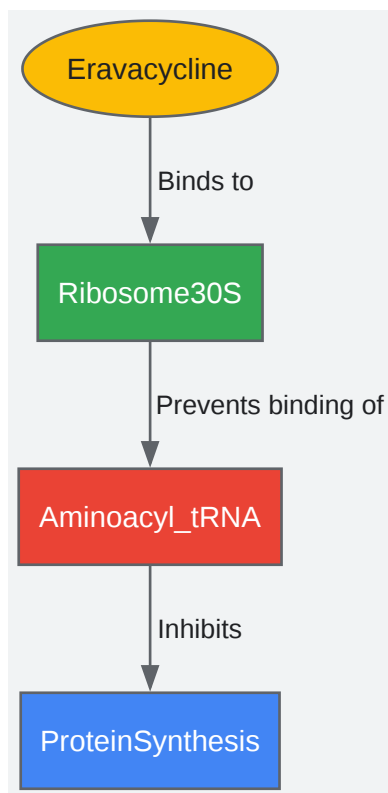 Eravacycline
Binds to
Ribosome30S
Prevents binding of
Aminoacyl_tRNA
Inhibits
ProteinSynthesis